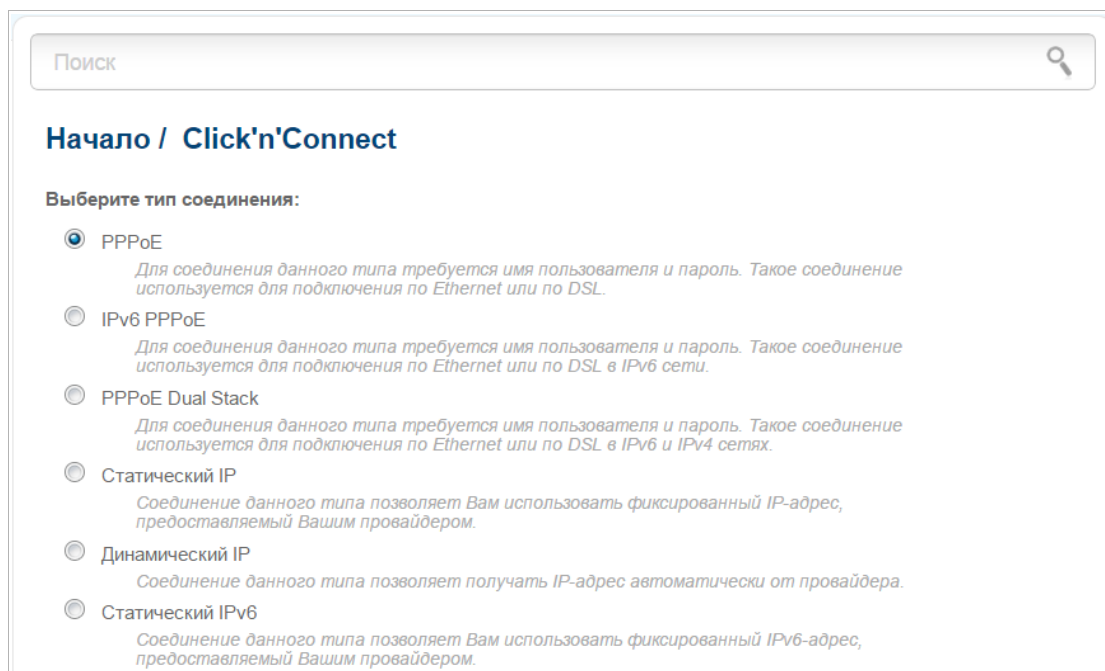 Поиск
Начало / Click'n'Connect
Выберите тип соединения:
PPPoE
Для соединения данного типа требуется имя пользователя и пароль. Такое соединение
используется для подключения по Ethernet или по DSL.
IPv6 PPPoE
Для соединения данного типа требуется имя пользователя и пароль. Такое соединение
используется для подключения по Ethernet или по DSL в IPv6 сети.
PPPoE Dual Stack
Для соединения данного типа требуется имя пользователя и пароль. Такое соединение
используется для подключения по Ethernet или по DSL в IPv6 и IPv4 сетях.
Статический IP
Соединение данного типа позволяет Вам использовать фиксированный IP-адрес,
предоставляемый Вашим провайдером.
Динамический IP
Соединение данного типа позволяет получать IP-адрес автоматически от провайдера.
Статический IPv6
Соединение данного типа позволяет Вам использовать фиксированный IPv6-адрес,
предоставляемый Вашим провайдером.